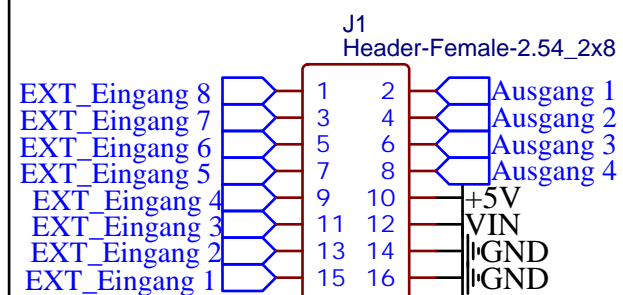 J1
Header-Female-2.54_2x8
EXT_Eingang 8 1 2 Ausgang 1
EXT_Eingang 7 3 4 Ausgang 2
EXT_Eingang 6 5 6 Ausgang 3
EXT_Eingang 5 7 8 Ausgang 4
EXT_Eingang 4 9 10 +5V
EXT_Eingang 3 11 12 VIN
EXT_Eingang 2 13 14 GND
EXT_Eingang 1 15 16 GND